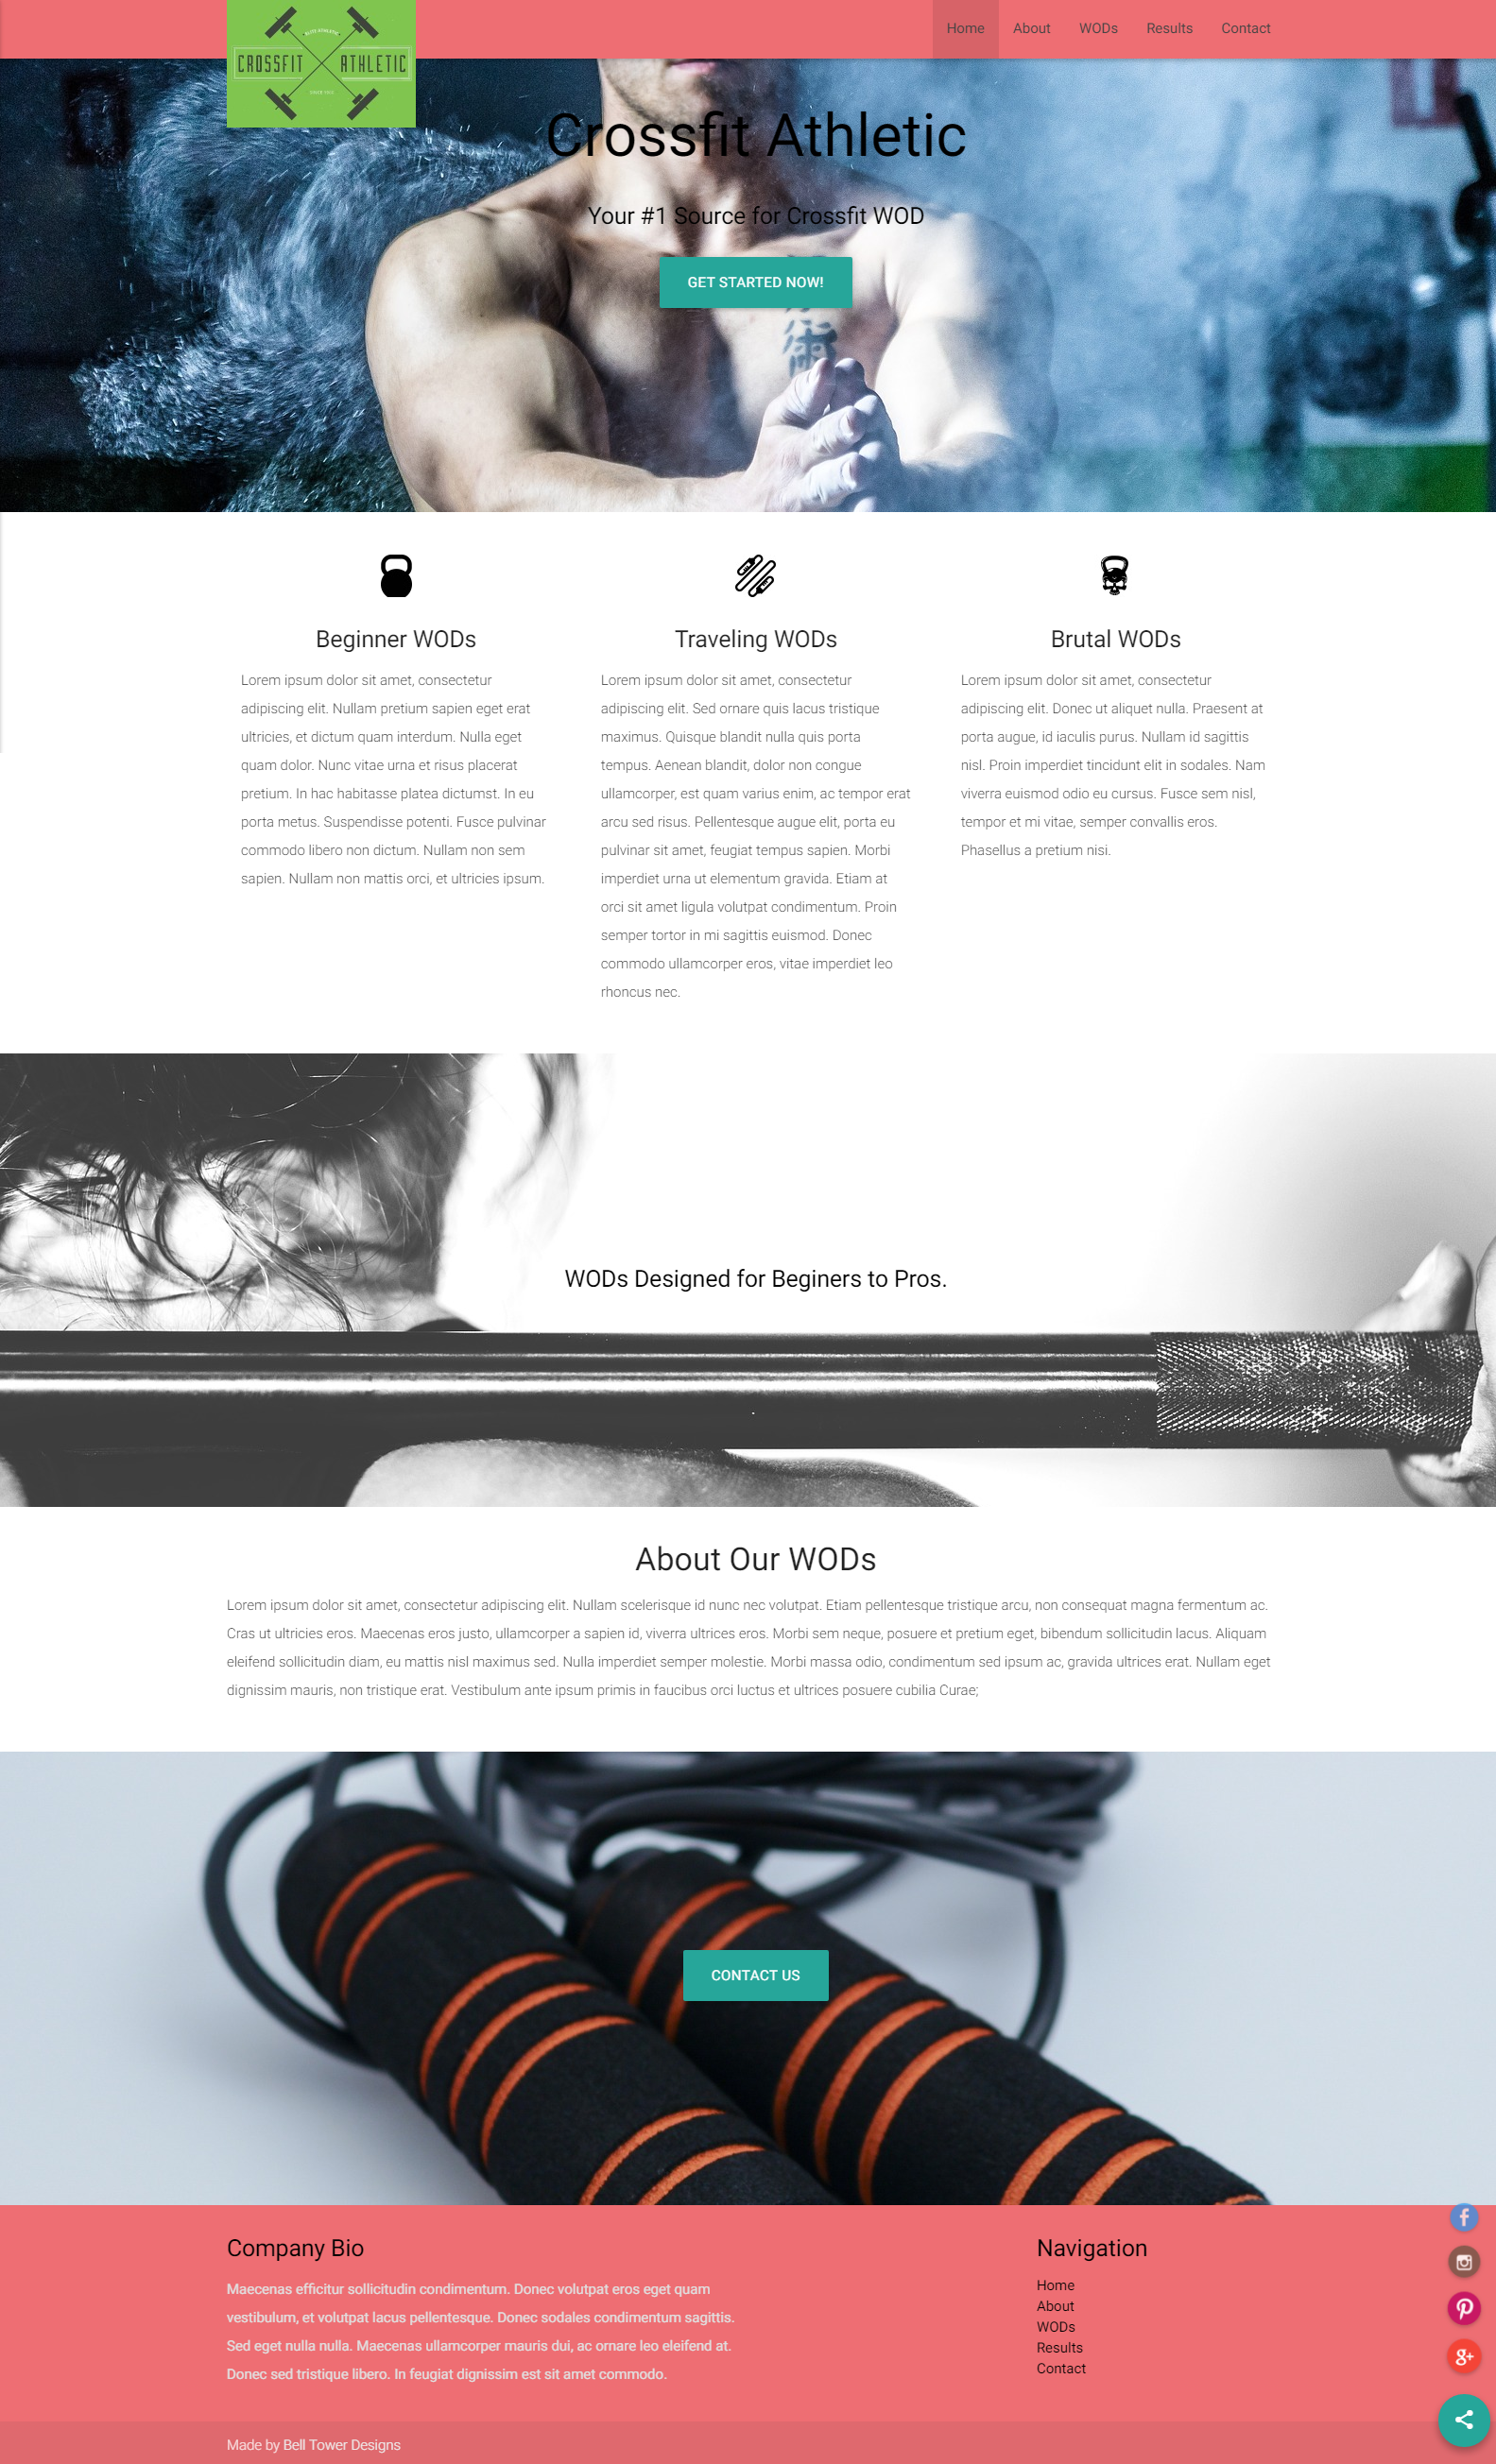 ELITE ATHLETIC
CROSSFIT ATHLETIC
Home About WODs Results Contact
Crossfit Athletic
Your #1 Source for Crossfit WOD
GET STARTED NOW!
Beginner WODs
Lorem ipsum dolor sit amet, consectetur
adipiscing elit. Nullam pretium sapien eget erat
ultricies, et dictum quam interdum. Nulla eget
quam dolor. Nunc vitae urna et risus placerat
pretium. In hac habitasse platea dictumst. In eu
porta metus. Suspendisse potenti. Fusce pulvinar
commodo libero non dictum. Nullam non sem
sapien. Nullam non mattis orci, et ultricies ipsum.
Traveling WODs
Lorem ipsum dolor sit amet, consectetur
adipiscing elit. Sed ornare quis lacus tristique
maximus. Quisque blandit nulla quis porta
tempus. Aenean blandit, dolor non congue
ullamcorper, est quam varius enim, ac tempor erat
arcu sed risus. Pellentesque augue elit, porta eu
pulvinar sit amet, feugiat tempus sapien. Morbi
imperdiet urna ut elementum gravida. Etiam at
orci sit amet ligula volutpat condimentum. Proin
semper tortor in mi sagittis euismod. Donec
commodo ullamcorper eros, vitae imperdiet leo
rhoncus nec.
Brutal WODs
Lorem ipsum dolor sit amet, consectetur
adipiscing elit. Donec ut aliquet nulla. Praesent at
porta augue, id iaculis purus. Nullam id sagittis
nisl. Proin imperdiet tincidunt elit in sodales. Nam
viverra euismod odio eu cursus. Fusce sem nisl,
tempor et mi vitae, semper convallis eros.
Phasellus a pretium nisi.
WODs Designed for Beginers to Pros.
About Our WODs
Lorem ipsum dolor sit amet, consectetur adipiscing elit. Nullam scelerisque id nunc nec volutpat. Etiam pellentesque tristique arcu, non consequat magna fermentum ac.
Cras ut ultricies eros. Maecenas eros justo, ullamcorper a sapien id, viverra ultrices eros. Morbi sem neque, posuere et pretium eget, bibendum sollicitudin lacus. Aliquam
eleifend sollicitudin diam, eu mattis nisl maximus sed. Nulla imperdiet semper molestie. Morbi massa odio, condimentum sed ipsum ac, gravida ultrices erat. Nullam eget
dignissim mauris, non tristique erat. Vestibulum ante ipsum primis in faucibus orci luctus et ultrices posuere cubilia Curae;
CONTACT US
Company Bio
Maecenas efficitur sollicitudin condimentum. Donec volutpat eros eget quam
vestibulum, et volutpat lacus pellentesque. Donec sodales condimentum sagittis.
Sed eget nulla nulla. Maecenas ullamcorper mauris dui, ac ornare leo eleifend at.
Donec sed tristique libero. In feugiat dignissim est sit amet commodo.
Navigation
Home
About
WODs
Results
Contact
Made by Bell Tower Designs